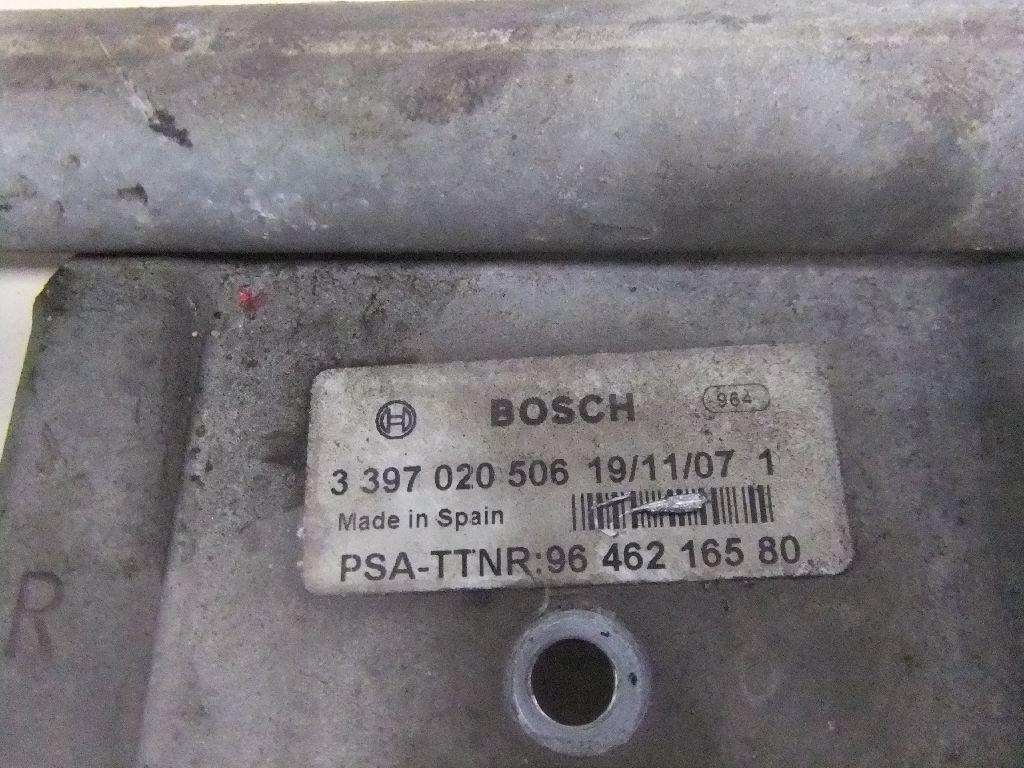 BOSCH 964
3 397 020 506 19/11/07 1
Made in Spain
PSA-TTNR:96 462 165 80
R